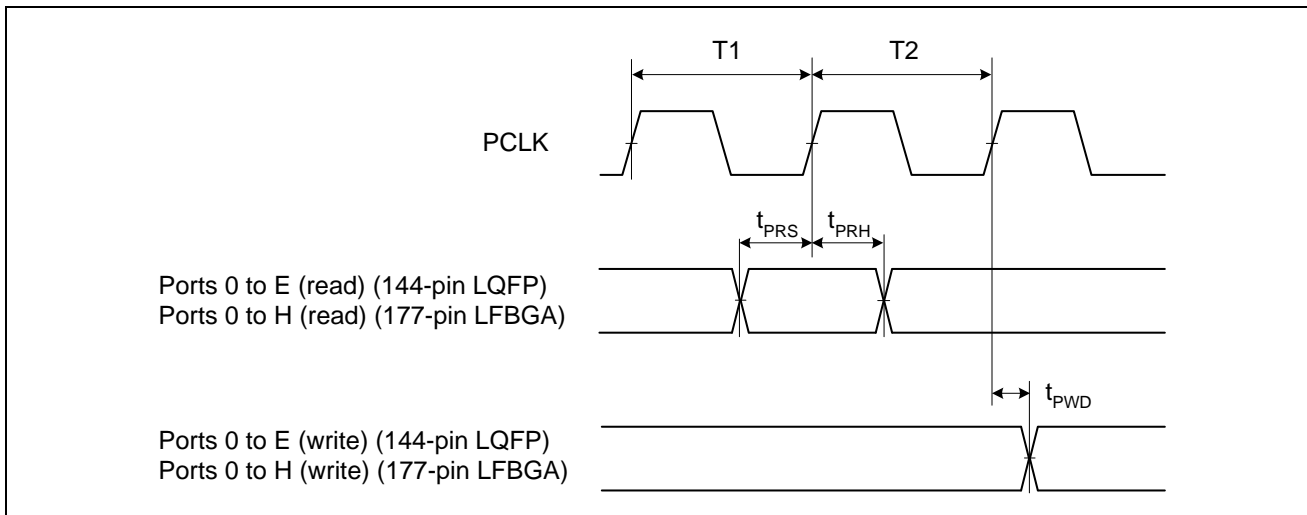 T1 T2
PCLK
tPRS tPRH
Ports 0 to E (read) (144-pin LQFP)
Ports 0 to H (read) (177-pin LFBGA)
tPWD
Ports 0 to E (write) (144-pin LQFP)
Ports 0 to H (write) (177-pin LFBGA)